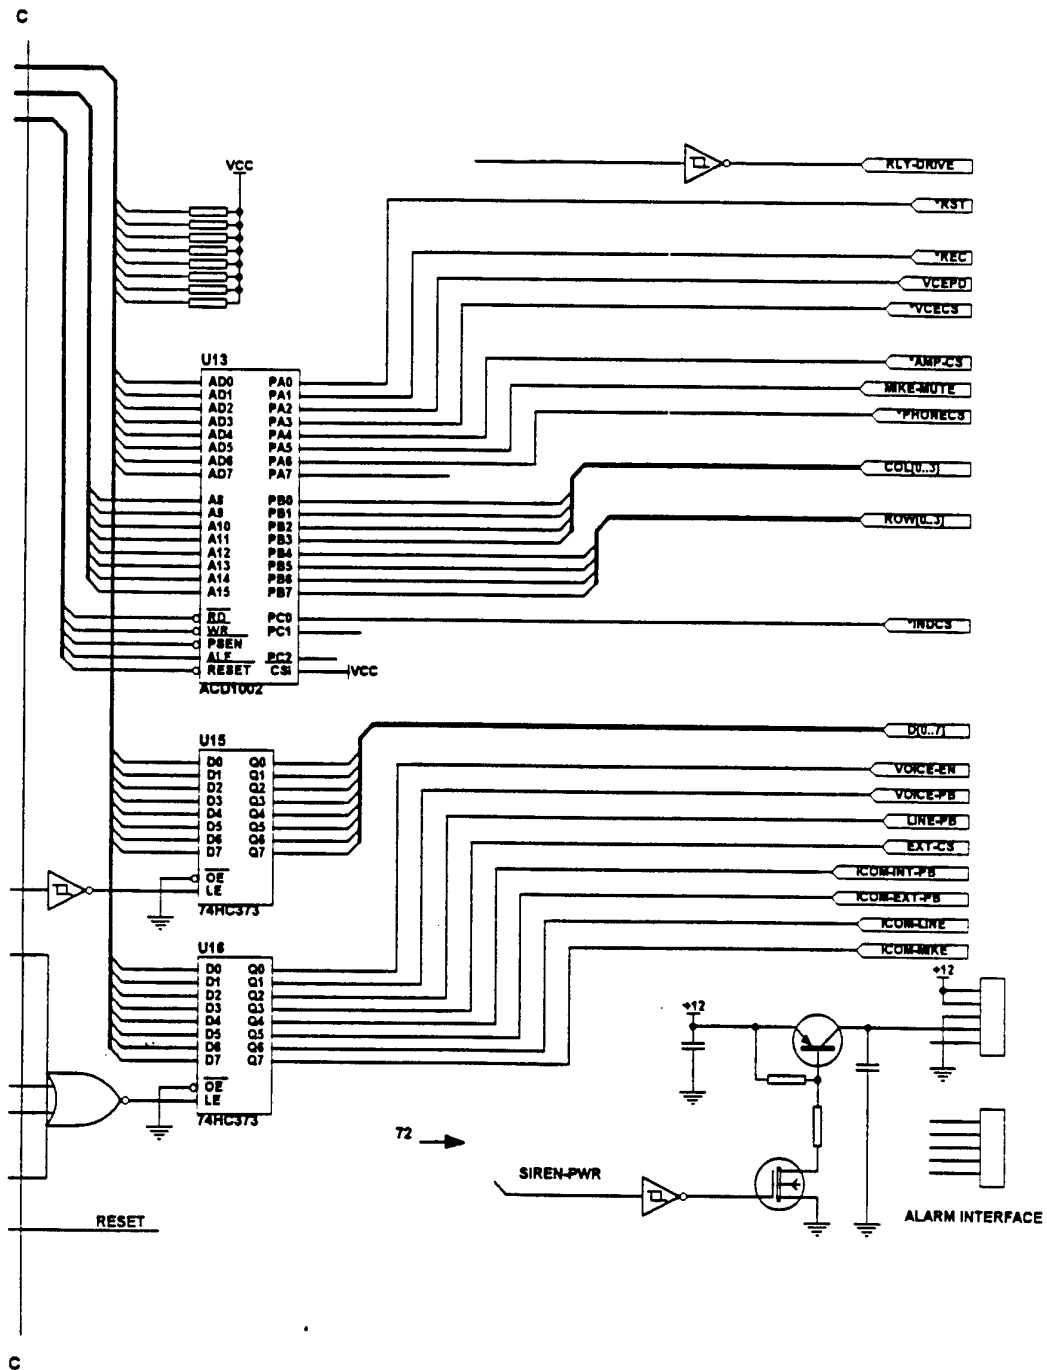 C
VCC
RLY-DRIVE
*RST
*REC
VCEPD
*VCECS
U13
*AMP-CS
AD0 PA0
AD1 PA1
MIKE-MUTE
AD2 PA2
AD3 PA3
*PHONECS
AD4 PA4
AD5 PA5
AD6 PA6
AD7 PA7
COL[0..3]
A8 PB0
A9 PB1
A10 PB2
ROW[0..3]
A11 PB3
A12 PB4
A13 PB5
A14 PB6
A15 PB7
RD PC0
*INDCS
WR PC1
PSEN
ALE PC2
RESET CSI
VCC
ACD1002
D[0..7]
U15
D0 Q0
VOICE-EN
D1 Q1
D2 Q2
VOICE-PB
D3 Q3
D4 Q4
LINE-PB
D5 Q5
D6 Q6
EXT-CS
D7 Q7
ICOM-INT-PB
OE
LE
ICOM-EXT-PB
74HC373
ICOM-LINE
U16
ICOM-MIKE
D0 Q0
+12
D1 Q1
D2 Q2
D3 Q3
+12
D4 Q4
D5 Q5
D6 Q6
D7 Q7
OE
LE
74HC373
72
SIREN-PWR
RESET
ALARM INTERFACE
C